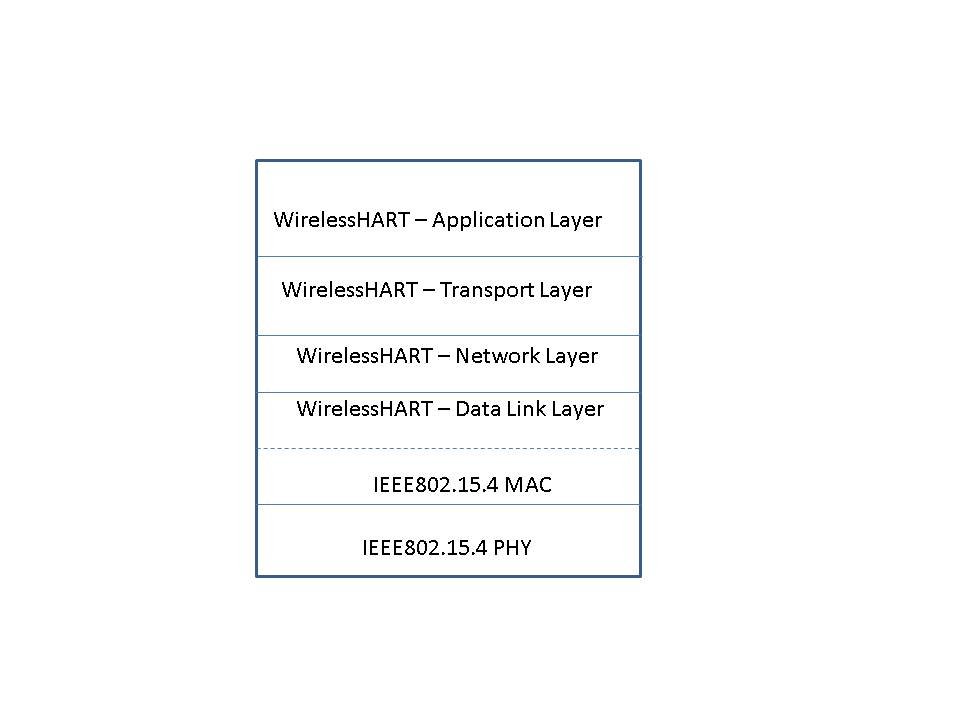 WirelessHART – Application Layer
WirelessHART – Transport Layer
WirelessHART – Network Layer
WirelessHART – Data Link Layer
IEEE802.15.4 MAC
IEEE802.15.4 PHY